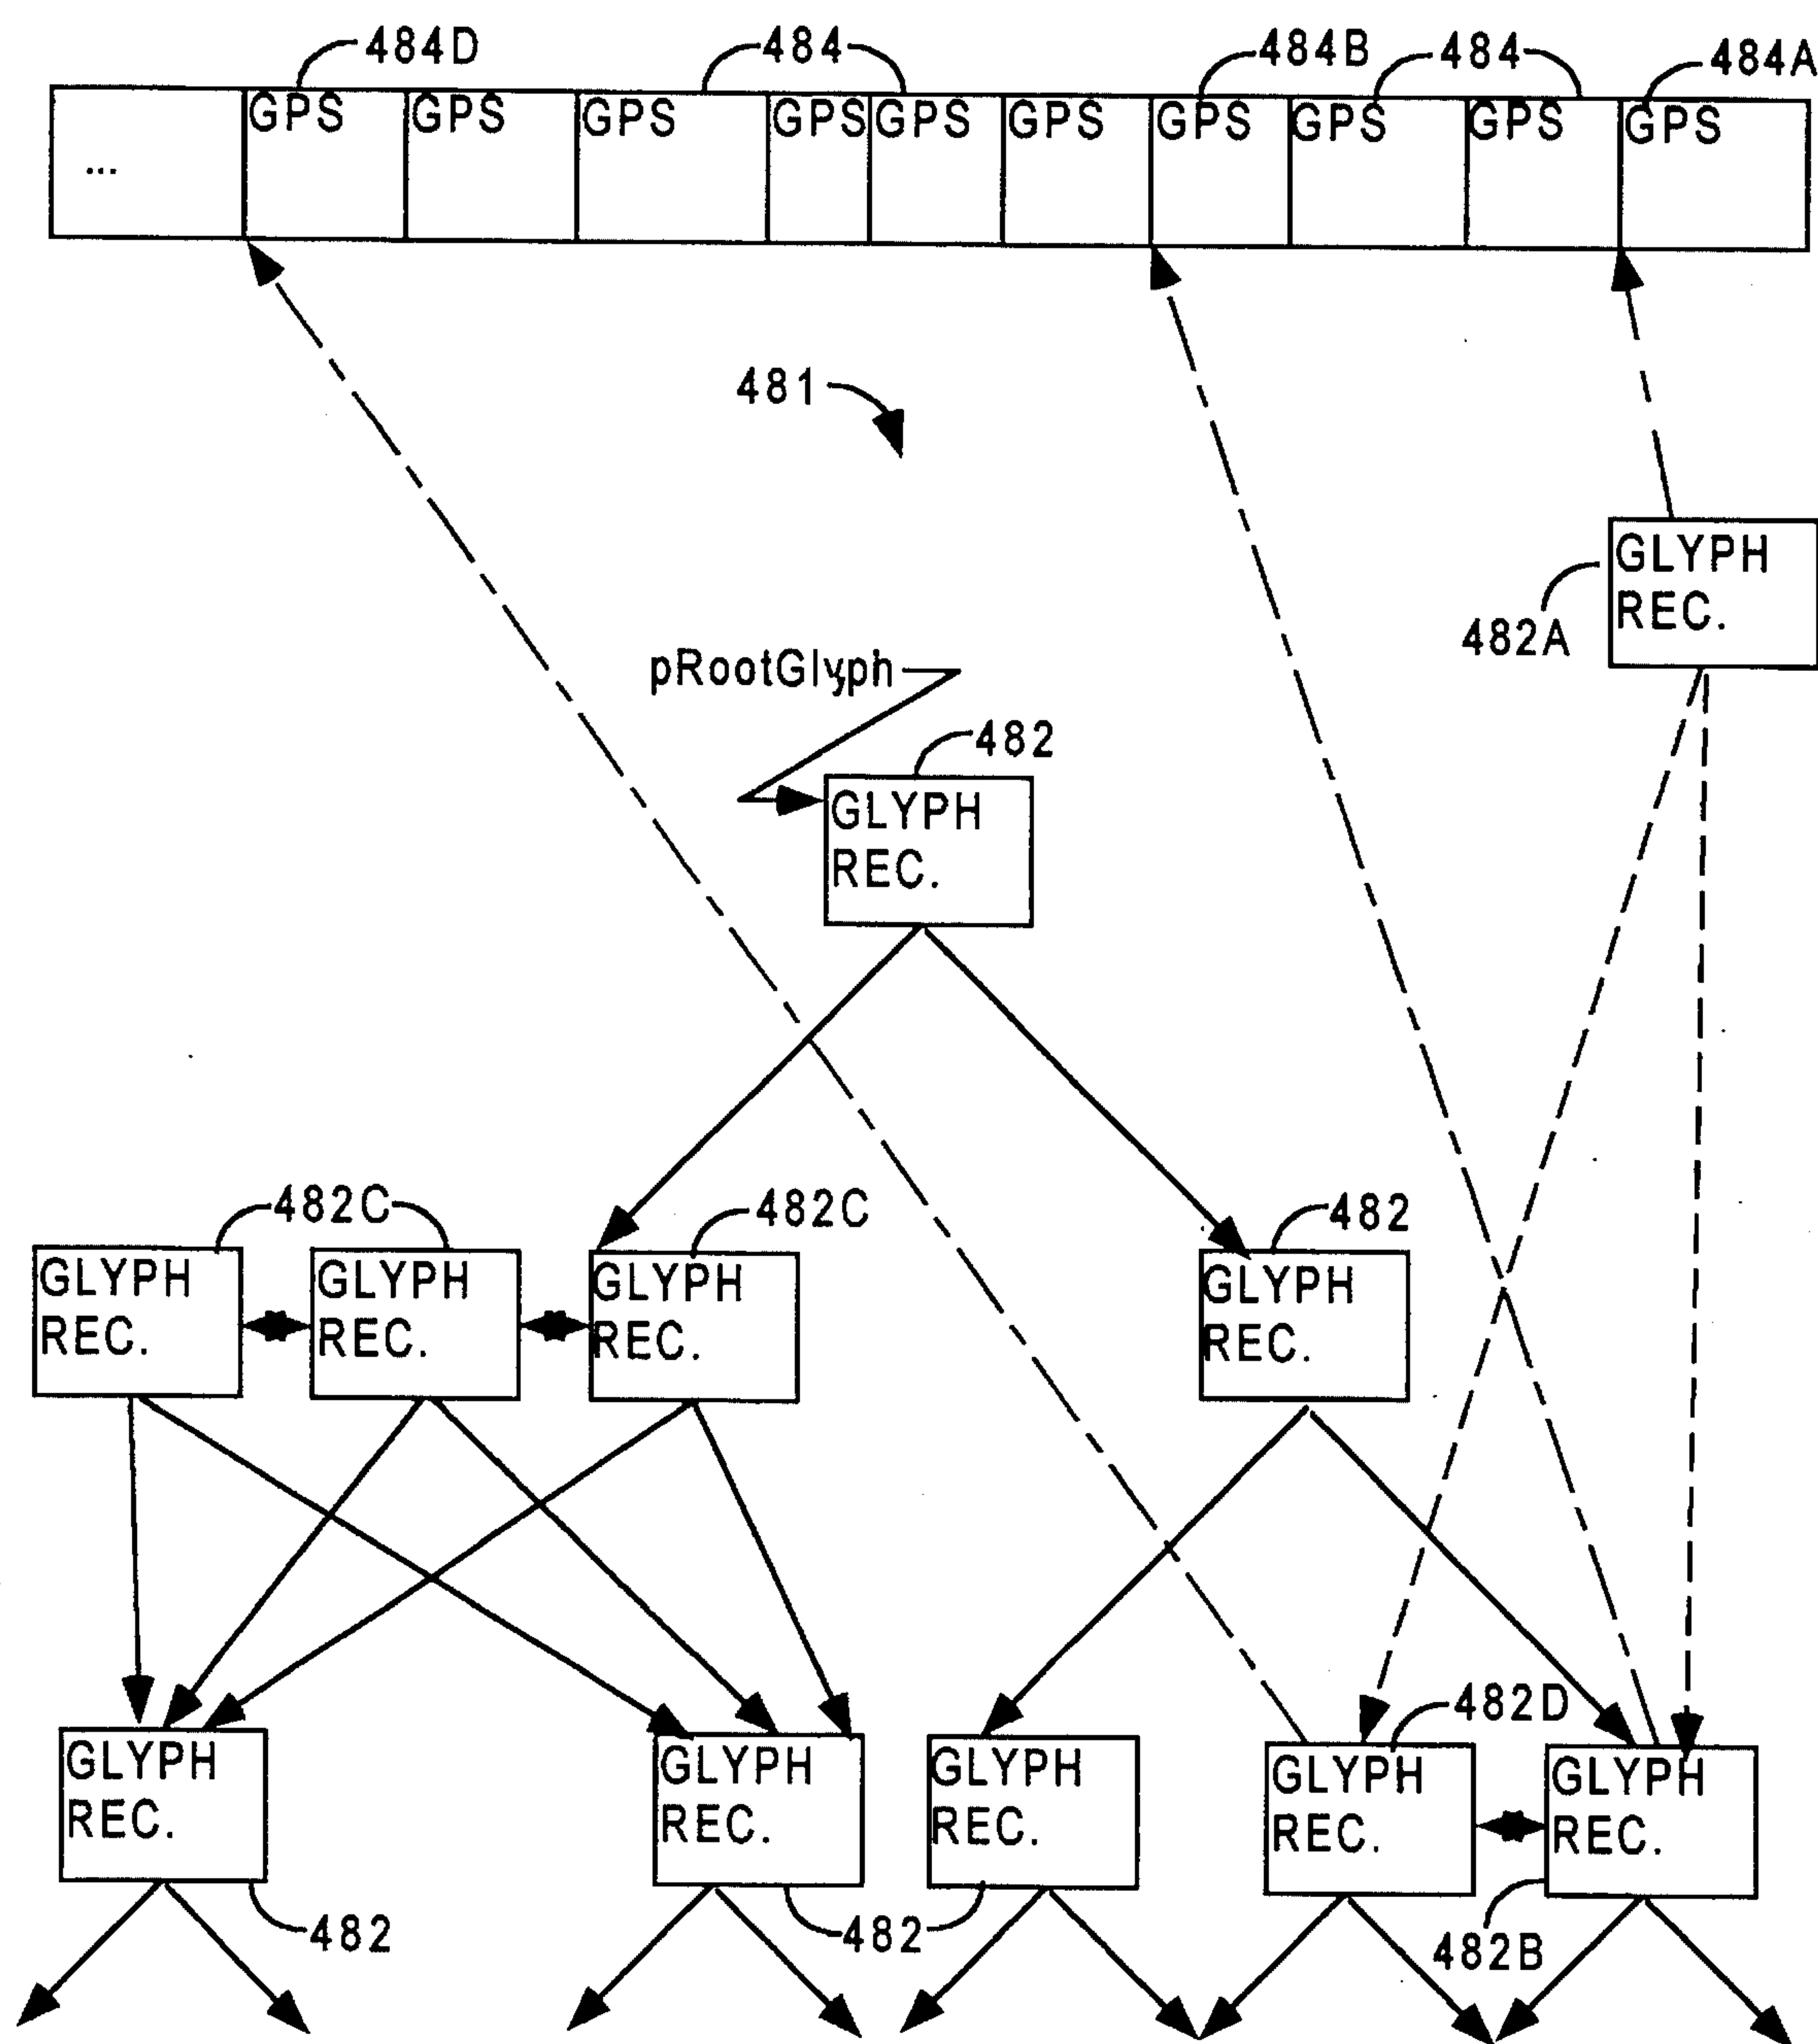 484D 484 484B 484 484A
... GPS GPS GPS GPS GPS GPS GPS GPS GPS GPS
481
GLYPH
REC.
482A
pRootGlyph
482
GLYPH
REC.
482C 482C 482
GLYPH GLYPH GLYPH GLYPH
REC. REC. REC. REC.
482D
GLYPH GLYPH GLYPH GLYPH GLYPH
REC. REC. REC. REC. REC.
482 482 482B